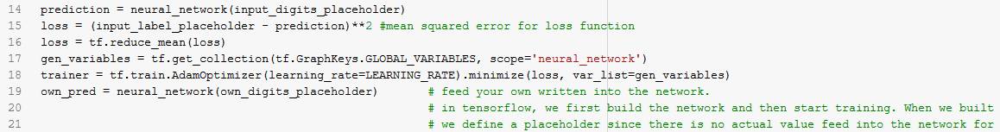 14 prediction = neural_network(input_digits_placeholder)
15 loss = (input_label_placeholder - prediction)**2 #mean squared error for loss function
16 loss = tf.reduce_mean(loss)
17 gen_variables = tf.get_collection(tf.GraphKeys.GLOBAL_VARIABLES, scope='neural_network')
18 trainer = tf.train.AdamOptimizer(learning_rate=LEARNING_RATE).minimize(loss, var_list=gen_variables)
19 own_pred = neural_network(own_digits_placeholder) # feed your own written into the network.
20 # in tensorflow, we first build the network and then start training. When we built
21 # we define a placeholder since there is no actual value feed into the network for